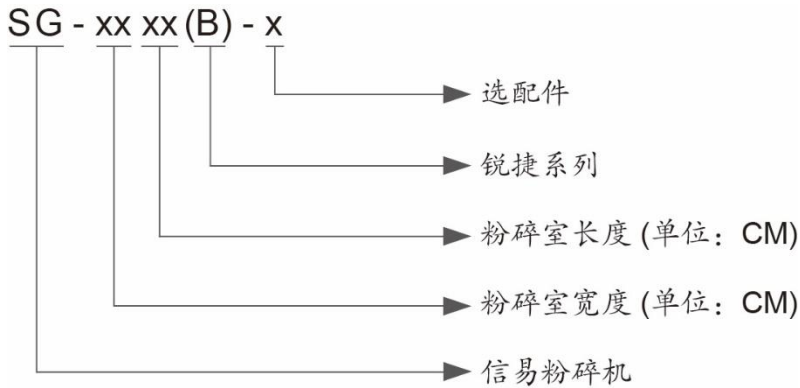 SG - xx xx (B) - x
选配件
锐捷系列
粉碎室长度 (单位：CM)
粉碎室宽度 (单位：CM)
信易粉碎机